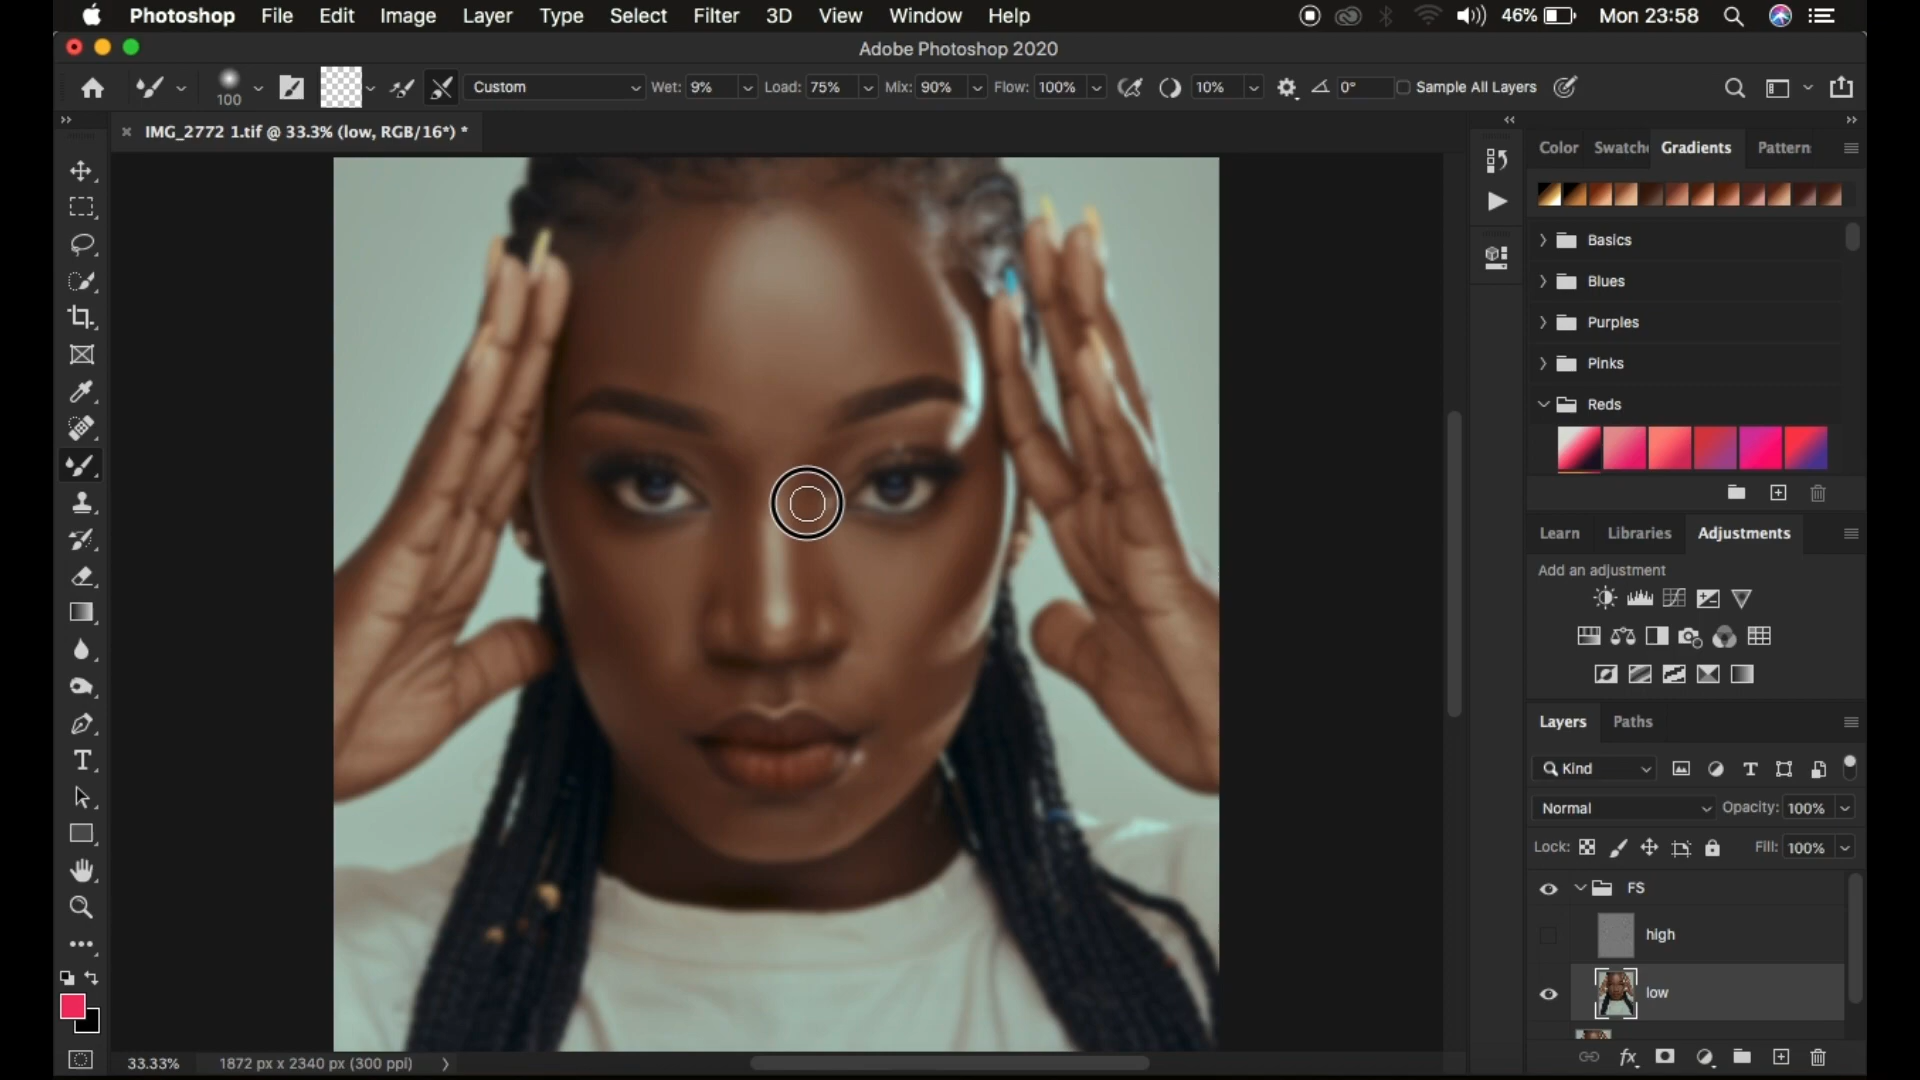 Photoshop File Edit Image Layer Type Select Filter 3D View Window Help 46% Mon 23:58
Adobe Photoshop 2020
100 Custom Wet: 9% Load: 75% Mix: 90% Flow: 100% 10% 0° Sample All Layers
IMG_2772 1.tif @ 33.3% (low, RGB/16*) *
Color Swatche Gradients Pattern
Basics
Blues
Purples
Pinks
Reds
Learn Libraries Adjustments
Add an adjustment
Layers Paths
Kind
Normal Opacity: 100%
Lock: Fill: 100%
FS
high
low
33.33% 1872 px x 2340 px (300 ppi)